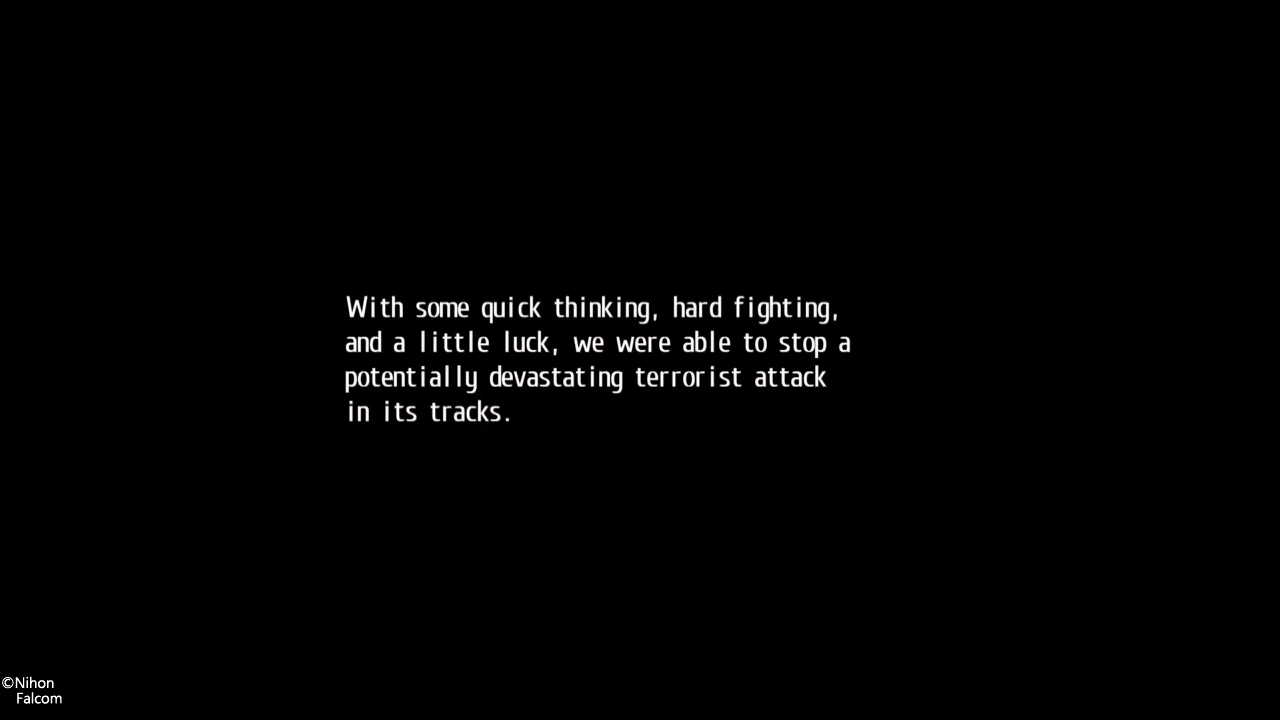 With some quick thinking, hard fighting,
and a little luck, we were able to stop a
potentially devastating terrorist attack
in its tracks.
©Nihon
Falcom